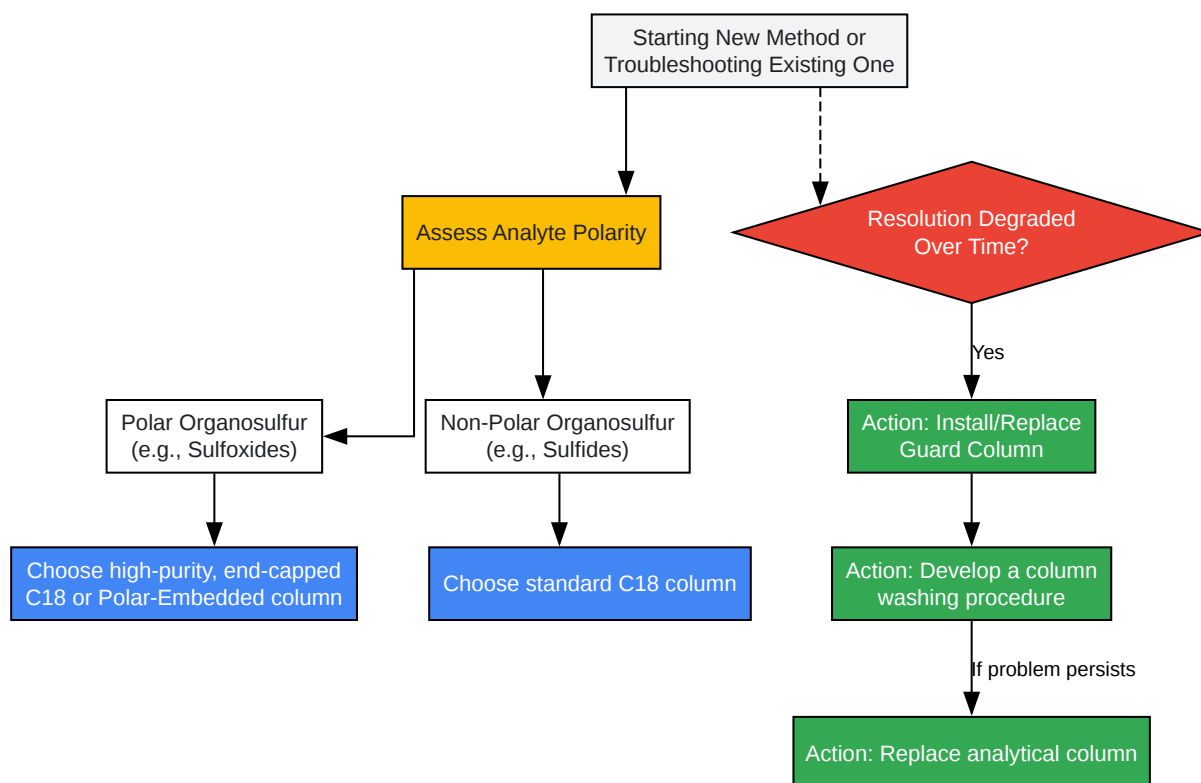 Starting New Method or
Troubleshooting Existing One
Assess Analyte Polarity
Resolution Degraded
Over Time?
Yes
Polar Organosulfur
(e.g., Sulfoxides)
Non-Polar Organosulfur
(e.g., Sulfides)
Action: Install/Replace
Guard Column
Choose high-purity, end-capped
C18 or Polar-Embedded column
Choose standard C18 column
Action: Develop a column
washing procedure
If problem persists
Action: Replace analytical column